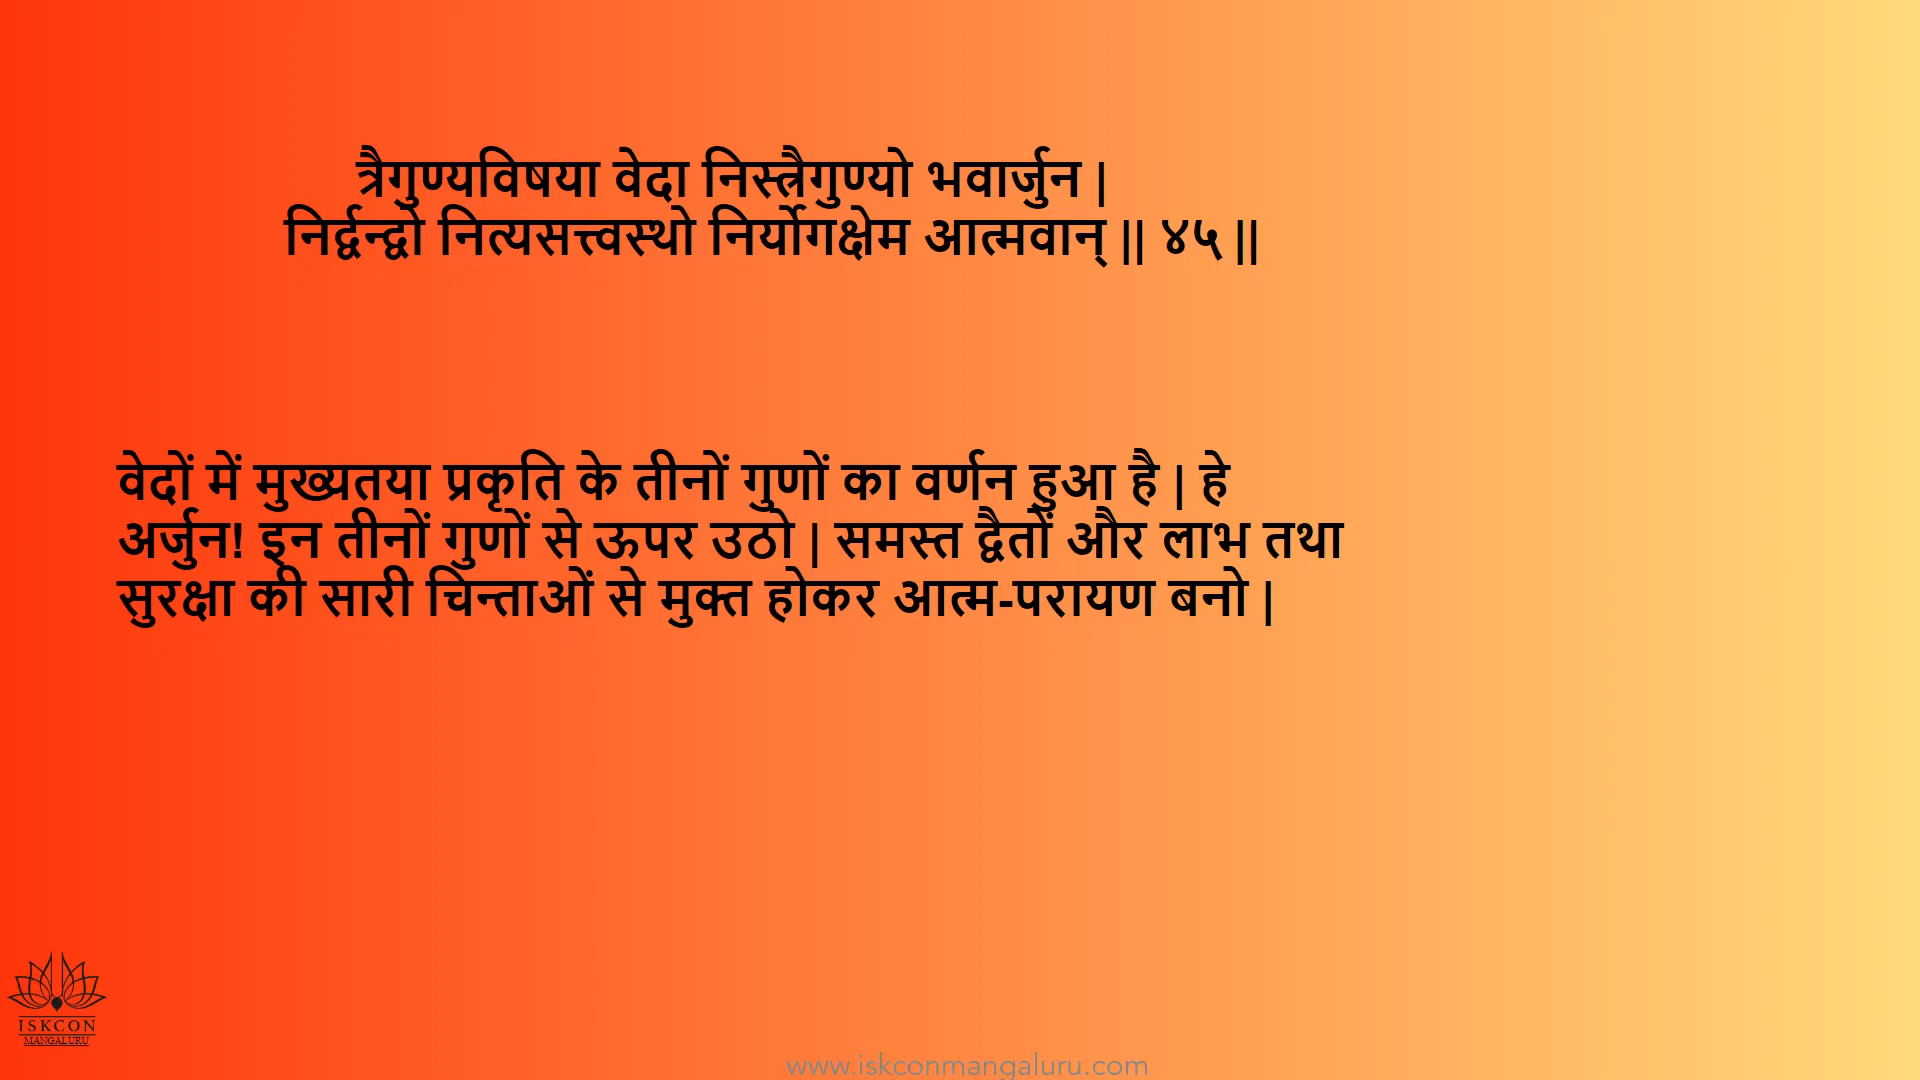 त्रैगुण्यविषया वेदा निस्त्रैगुण्यो भवार्जुन |
निर्द्वन्द्वो नित्यसत्त्वस्थो निर्योगक्षेम आत्मवान् || ४५ ||
वेदों में मुख्यतया प्रकृति के तीनों गुणों का वर्णन हुआ है | हे
अर्जुन! इन तीनों गुणों से ऊपर उठो | समस्त द्वैतों और लाभ तथा
सुरक्षा की सारी चिन्ताओं से मुक्त होकर आत्म-परायण बनो |
ISKCON
MANGALURU
www.iskconmangaluru.com